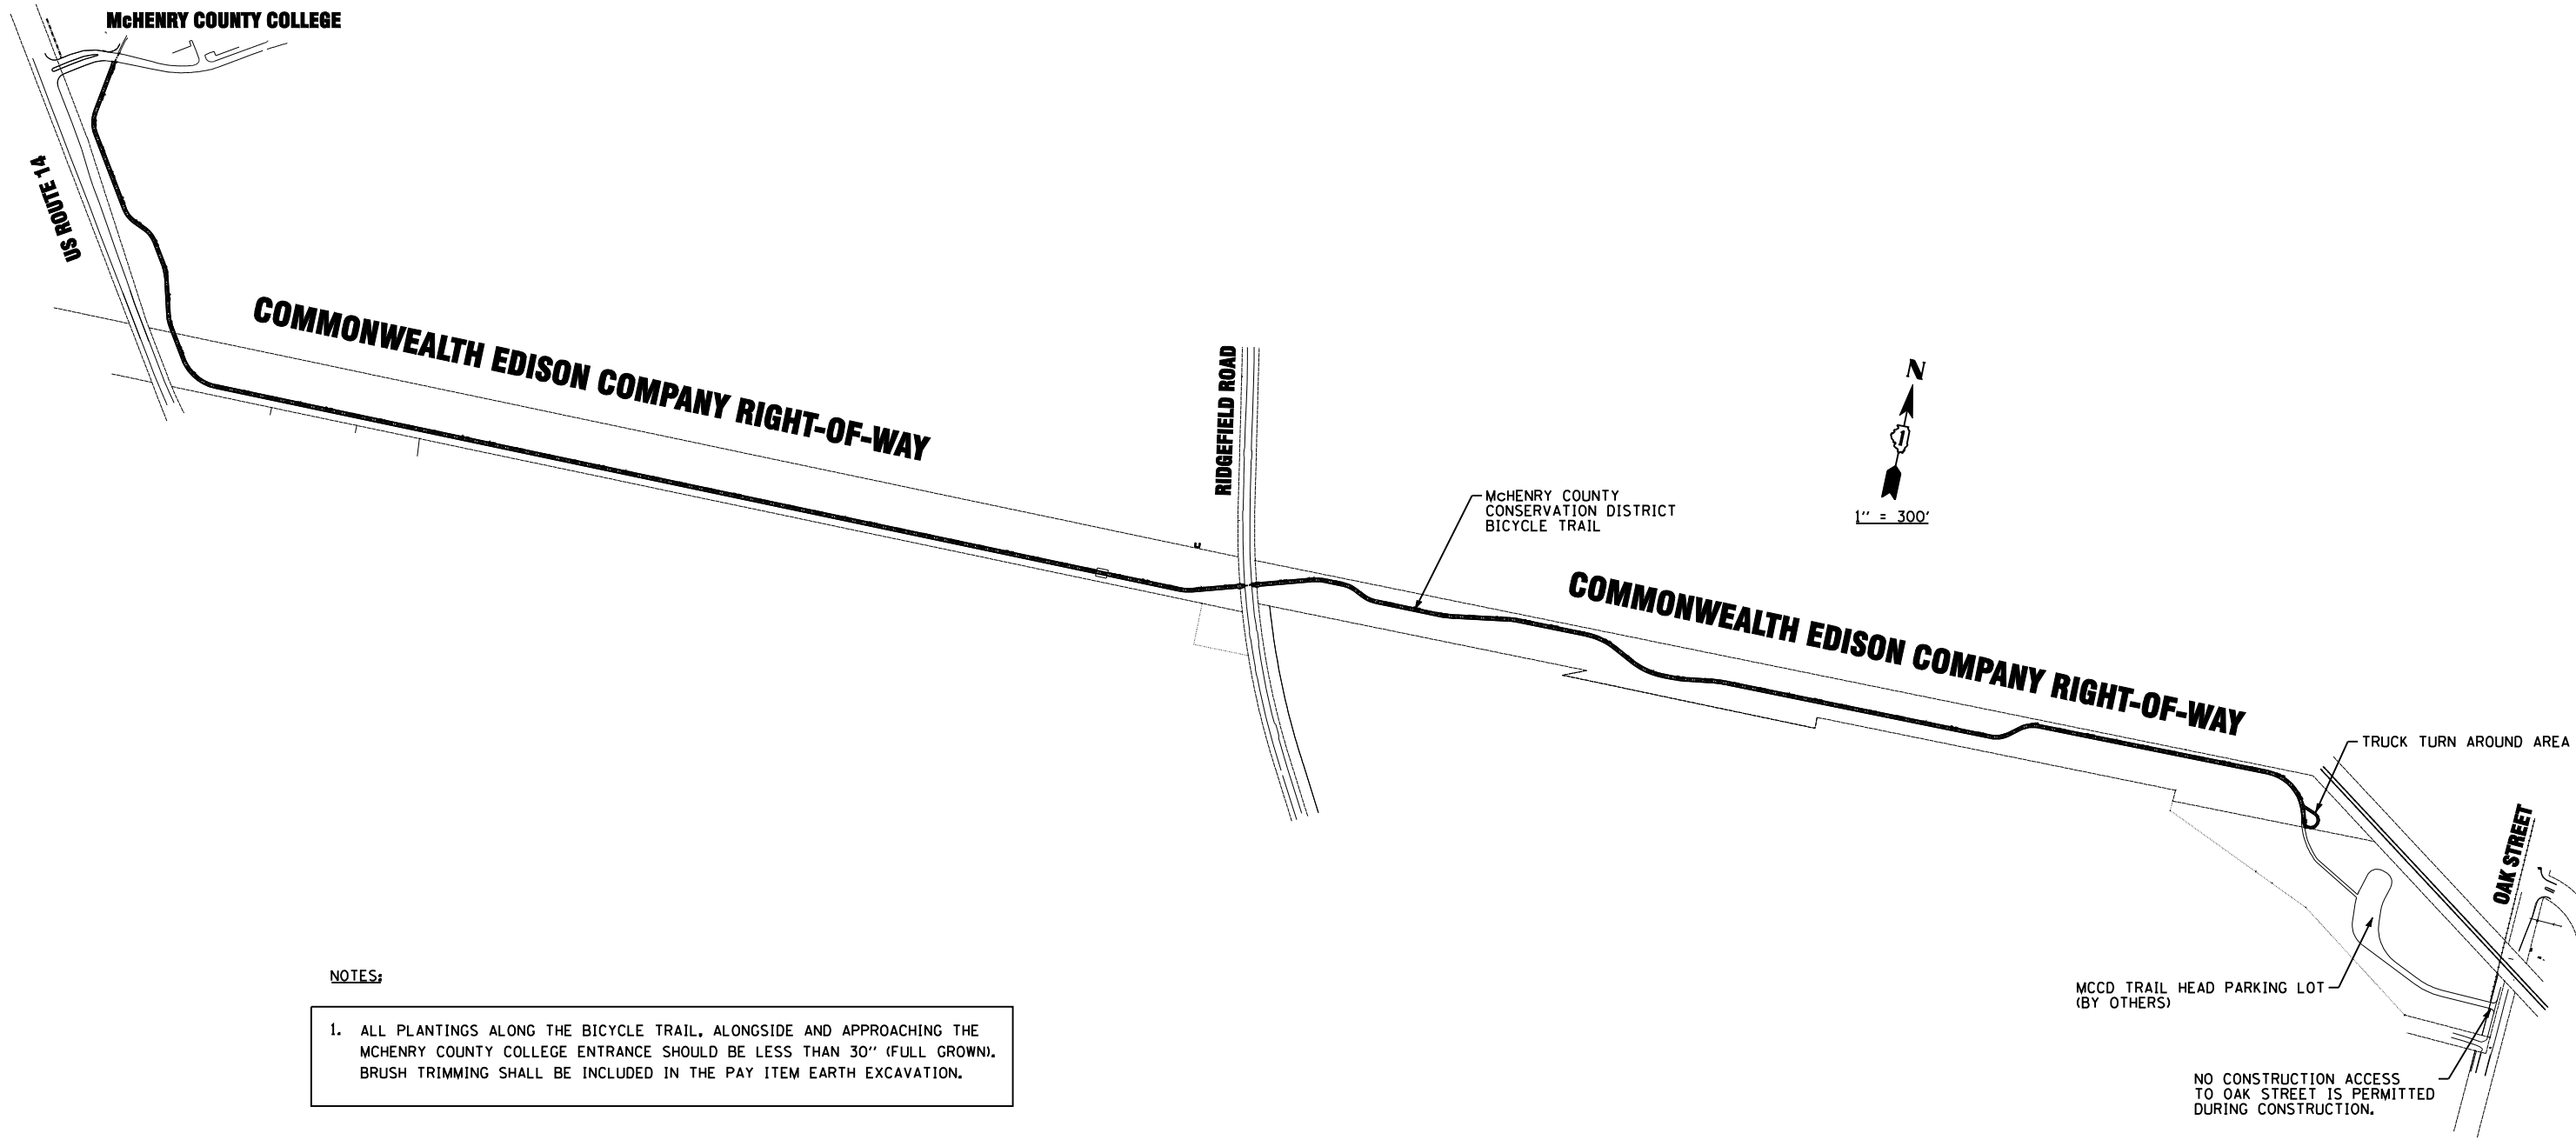 McHENRY COUNTY COLLEGE
US ROUTE 14
COMMONWEALTH EDISON COMPANY RIGHT-OF-WAY
RIDGEFIELD ROAD
N
1
1'' = 300'
McHENRY COUNTY
CONSERVATION DISTRICT
BICYCLE TRAIL
COMMONWEALTH EDISON COMPANY RIGHT-OF-WAY
TRUCK TURN AROUND AREA
OAK STREET
MCCD TRAIL HEAD PARKING LOT
(BY OTHERS)
NO CONSTRUCTION ACCESS
TO OAK STREET IS PERMITTED
DURING CONSTRUCTION.
NOTES:
1. ALL PLANTINGS ALONG THE BICYCLE TRAIL, ALONGSIDE AND APPROACHING THE
MCHENRY COUNTY COLLEGE ENTRANCE SHOULD BE LESS THAN 30'' (FULL GROWN).
BRUSH TRIMMING SHALL BE INCLUDED IN THE PAY ITEM EARTH EXCAVATION.